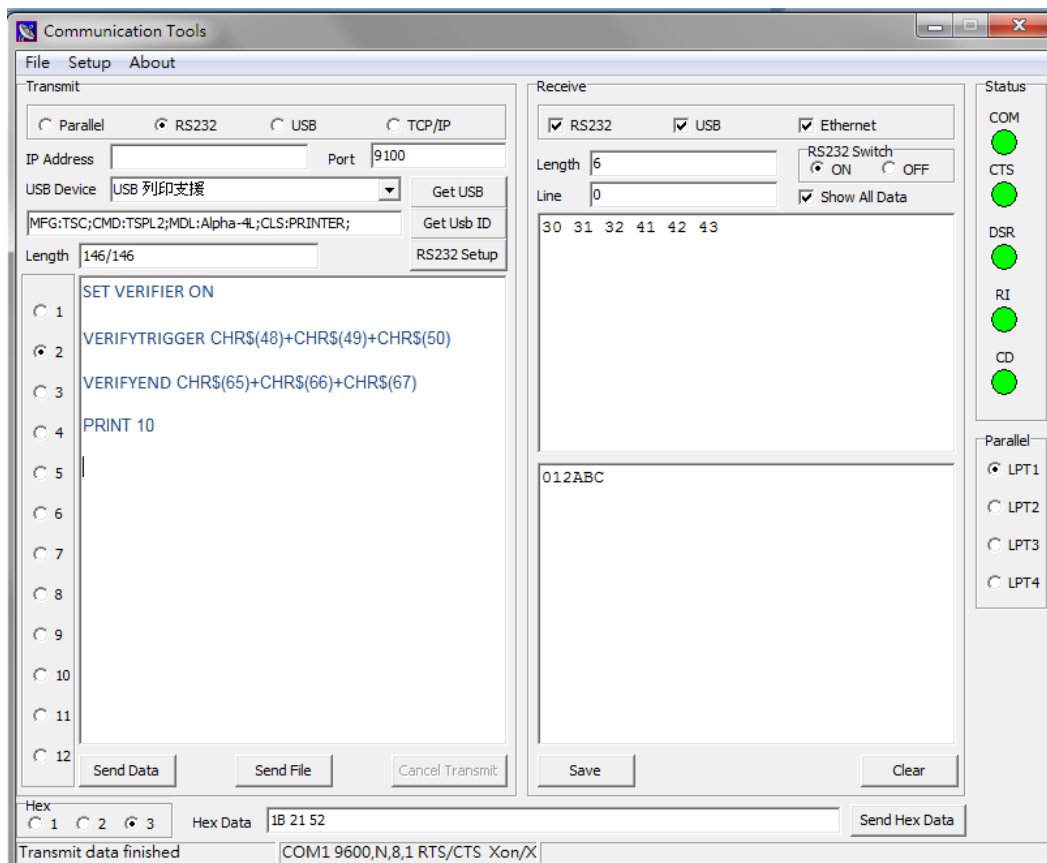 Communication Tools
File Setup About
Transmit
Parallel RS232 USB TCP/IP
IP Address Port 9100
USB Device USB 列印支援 Get USB
MFG:TSC;CMD:TSPL2;MDL:Alpha-4L;CLS:PRINTER; Get Usb ID
Length 146/146 RS232 Setup
1
2
3
4
5
6
7
8
9
10
11
12
SET VERIFIER ON
VERIFYTRIGGER CHR$(48)+CHR$(49)+CHR$(50)
VERIFYEND CHR$(65)+CHR$(66)+CHR$(67)
PRINT 10
Send Data Send File Cancel Transmit
Receive
RS232 USB Ethernet
Length 6
RS232 Switch
ON OFF
Line 0
Show All Data
30 31 32 41 42 43
012ABC
Save Clear
Status
COM
CTS
DSR
RI
CD
Parallel
LPT1
LPT2
LPT3
LPT4
Hex
1 2 3
Hex Data 1B 21 52 Send Hex Data
Transmit data finished COM1 9600,N,8,1 RTS/CTS Xon/X